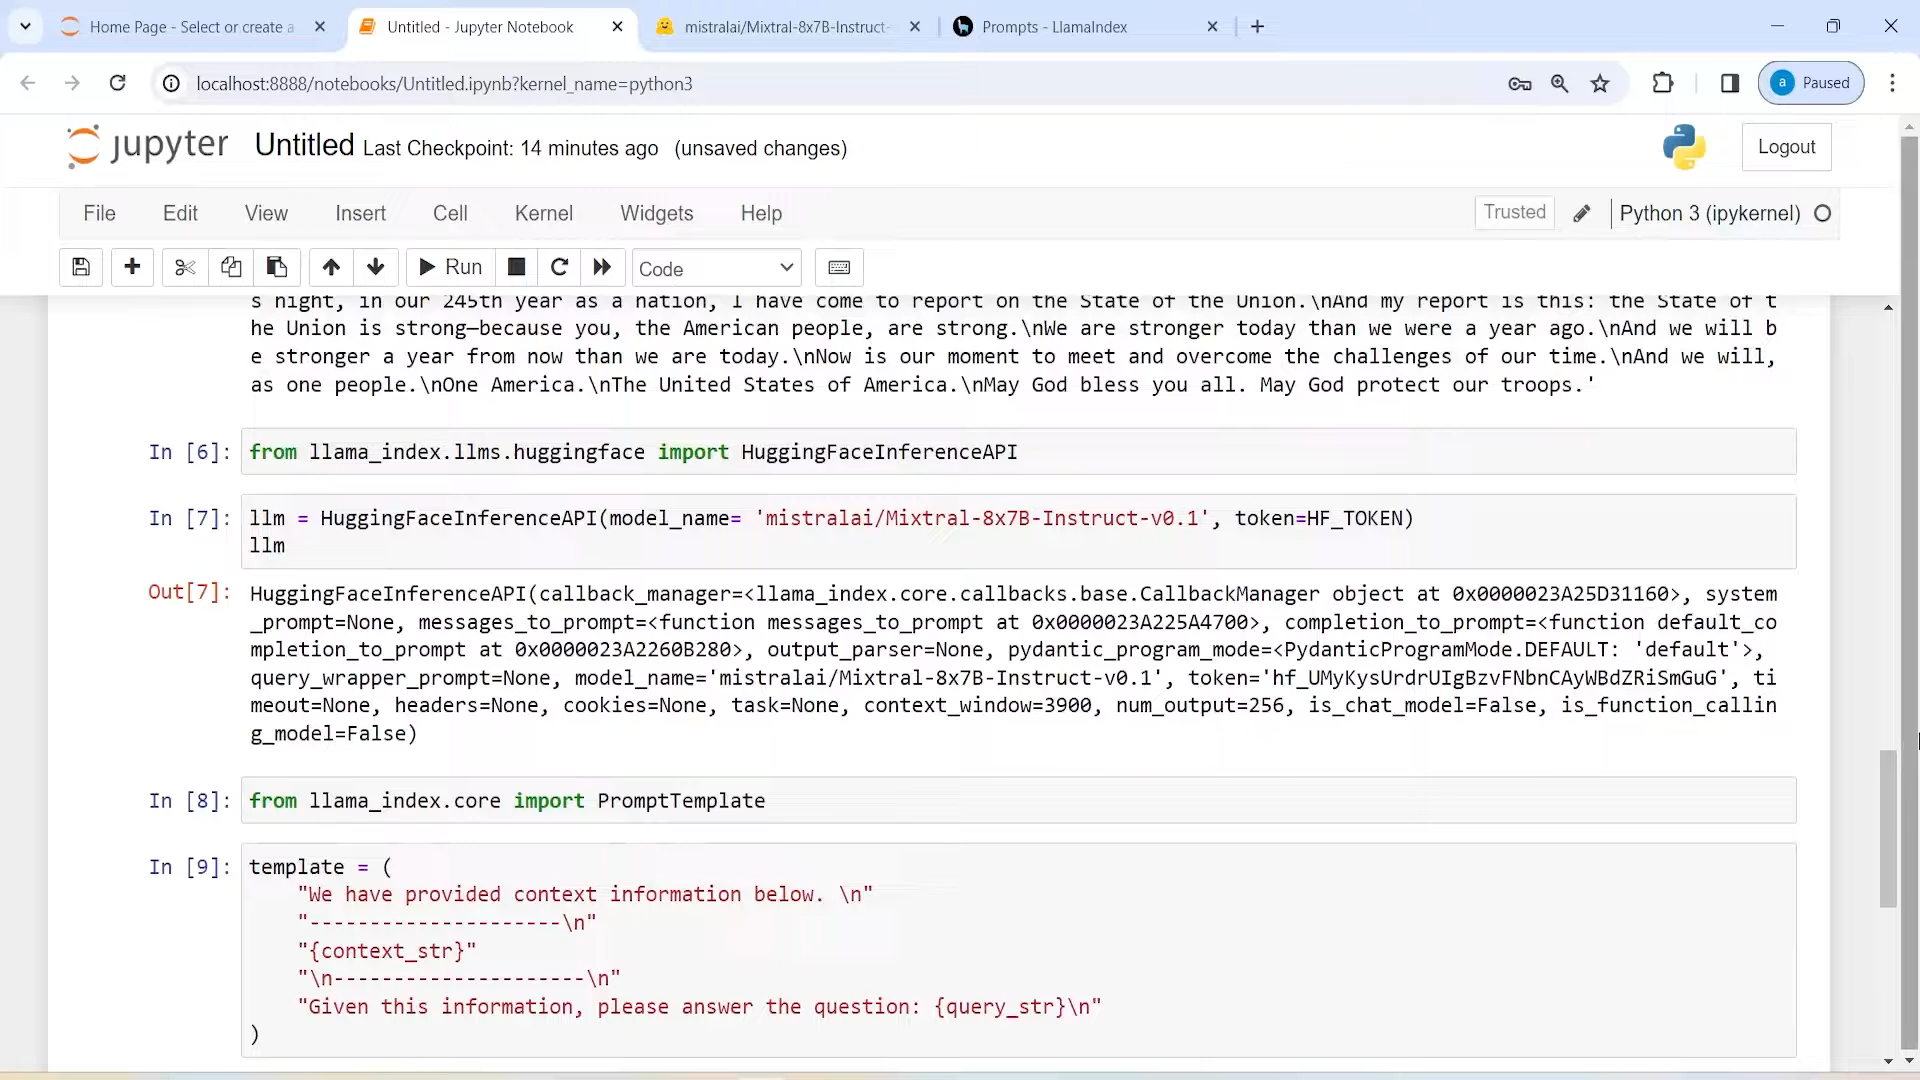 Home Page - Select or create a
Untitled - Jupyter Notebook
mistralai/Mixtral-8x7B-Instruct-
Prompts - LlamaIndex
localhost:8888/notebooks/Untitled.ipynb?kernel_name=python3
a Paused
jupyter Untitled Last Checkpoint: 14 minutes ago (unsaved changes)
Logout
File Edit View Insert Cell Kernel Widgets Help
Trusted
Python 3 (ipykernel)
Run
Code
s night, in our 245th year as a nation, I have come to report on the State of the Union.\nAnd my report is this: the State of t
he Union is strong—because you, the American people, are strong.\nWe are stronger today than we were a year ago.\nAnd we will b
e stronger a year from now than we are today.\nNow is our moment to meet and overcome the challenges of our time.\nAnd we will,
as one people.\nOne America.\nThe United States of America.\nMay God bless you all. May God protect our troops.'
In [6]: from llama_index.llms.huggingface import HuggingFaceInferenceAPI
In [7]: llm = HuggingFaceInferenceAPI(model_name= 'mistralai/Mixtral-8x7B-Instruct-v0.1', token=HF_TOKEN)
llm
Out[7]: HuggingFaceInferenceAPI(callback_manager=<llama_index.core.callbacks.base.CallbackManager object at 0x0000023A25D31160>, system
_prompt=None, messages_to_prompt=<function messages_to_prompt at 0x0000023A225A4700>, completion_to_prompt=<function default_co
mpletion_to_prompt at 0x0000023A2260B280>, output_parser=None, pydantic_program_mode=<PydanticProgramMode.DEFAULT: 'default'>,
query_wrapper_prompt=None, model_name='mistralai/Mixtral-8x7B-Instruct-v0.1', token='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', ti
meout=None, headers=None, cookies=None, task=None, context_window=3900, num_output=256, is_chat_model=False, is_function_callin
g_model=False)
In [8]: from llama_index.core import PromptTemplate
In [9]: template = (
"We have provided context information below. \n"
"---------------------\n"
"{context_str}"
"\n---------------------\n"
"Given this information, please answer the question: {query_str}\n"
)